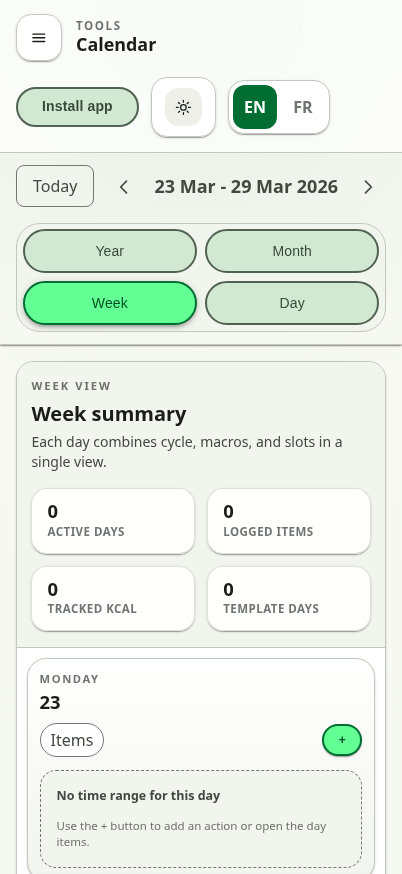 TOOLS
Calendar
Install app
EN
FR
Today
23 Mar - 29 Mar 2026
Year
Month
Week
Day
WEEK VIEW
Week summary
Each day combines cycle, macros, and slots in a
single view.
0
ACTIVE DAYS
0
LOGGED ITEMS
0
TRACKED KCAL
0
TEMPLATE DAYS
MONDAY
23
Items
+
No time range for this day
Use the + button to add an action or open the day
items.